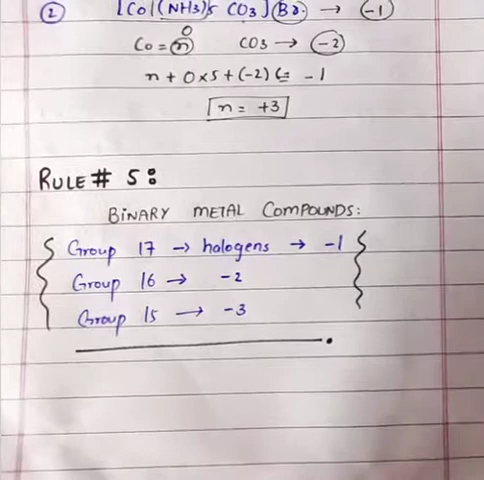 ② [Co(NH3)5 CO3] Br. → (-1)
0
Co = n CO3 → -2
n + 0x5 + (-2) = -1
n = +3
RULE # 5:
BINARY METAL COMPOUNDS:
Group 17 → halogens → -1
Group 16 → -2
Group 15 → -3